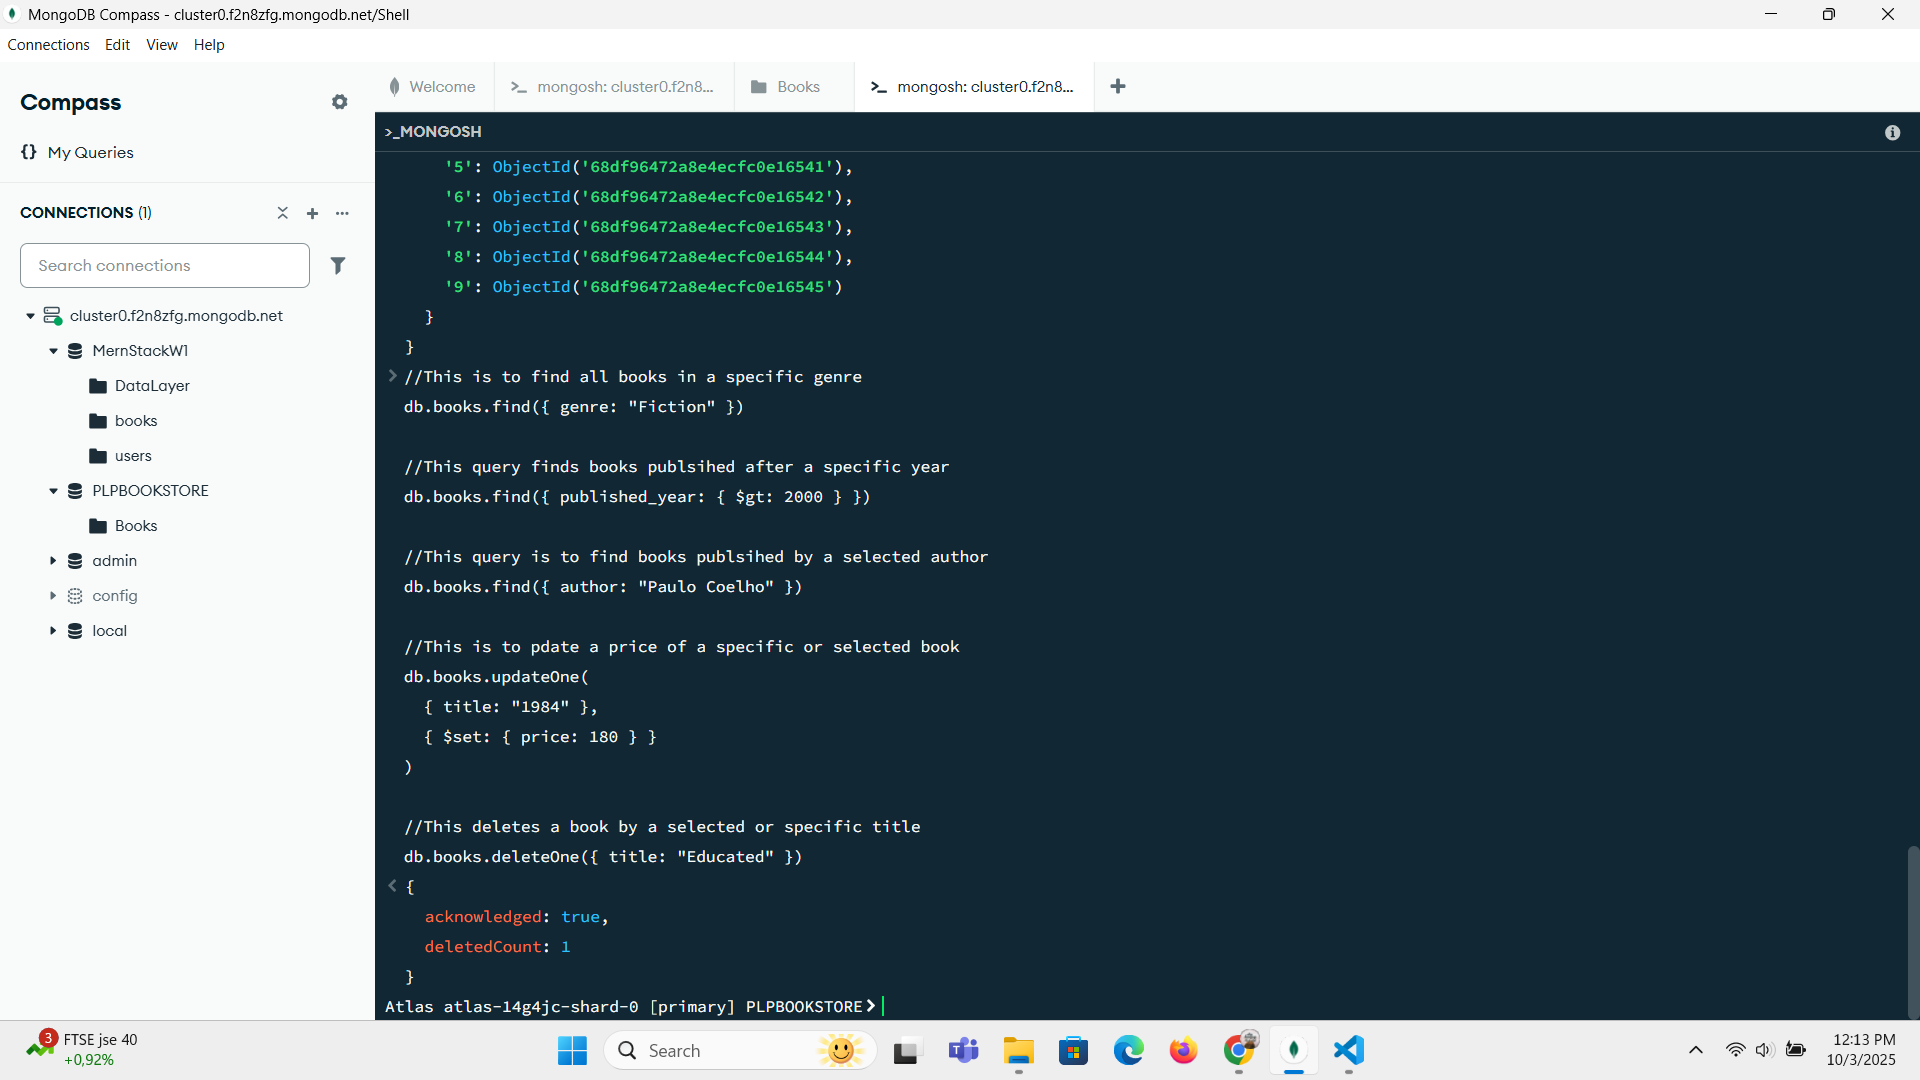 MongoDB Compass - cluster0.f2n8zfg.mongodb.net/Shell
Connections Edit View Help
Compass
{} My Queries
CONNECTIONS (1)
Search connections
cluster0.f2n8zfg.mongodb.net
MernStackW1
DataLayer
books
users
PLPBOOKSTORE
Books
admin
config
local
Welcome
>_ mongosh: cluster0.f2n8...
Books
>_ mongosh: cluster0.f2n8...
>_MONGOSH
'5': ObjectId('68df96472a8e4ecfc0e16541'),
'6': ObjectId('68df96472a8e4ecfc0e16542'),
'7': ObjectId('68df96472a8e4ecfc0e16543'),
'8': ObjectId('68df96472a8e4ecfc0e16544'),
'9': ObjectId('68df96472a8e4ecfc0e16545')
}
}
> //This is to find all books in a specific genre
db.books.find({ genre: "Fiction" })
//This query finds books publsihed after a specific year
db.books.find({ published_year: { $gt: 2000 } })
//This query is to find books publsihed by a selected author
db.books.find({ author: "Paulo Coelho" })
//This is to pdate a price of a specific or selected book
db.books.updateOne(
{ title: "1984" },
{ $set: { price: 180 } }
)
//This deletes a book by a selected or specific title
db.books.deleteOne({ title: "Educated" })
< {
acknowledged: true,
deletedCount: 1
}
Atlas atlas-14g4jc-shard-0 [primary] PLPBOOKSTORE>
3
FTSE jse 40
+0,92%
Search
12:13 PM
10/3/2025